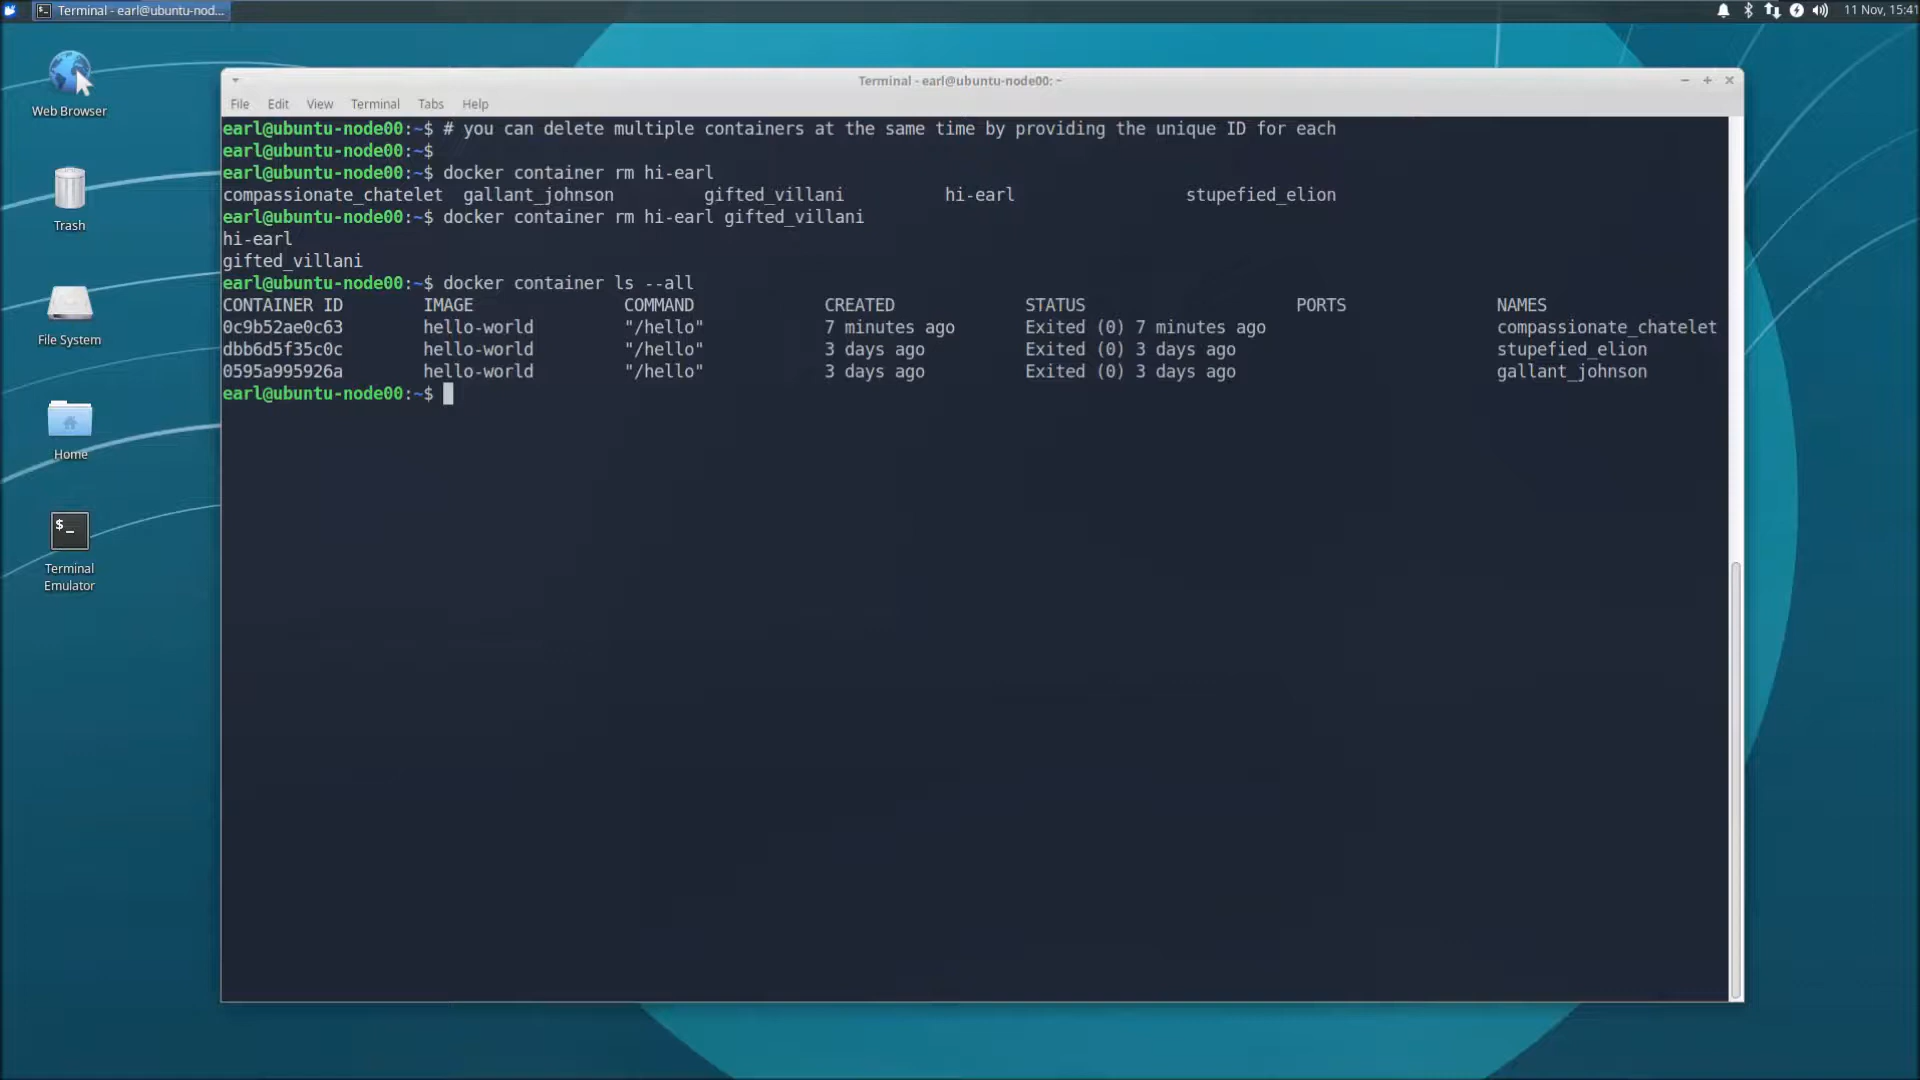 Terminal - earl@ubuntu-nod...
11 Nov, 15:41
Web Browser
Trash
File System
Home
$_
Terminal
Emulator
Terminal - earl@ubuntu-node00: ~
File Edit View Terminal Tabs Help
earl@ubuntu-node00:~$ # you can delete multiple containers at the same time by providing the unique ID for each
earl@ubuntu-node00:~$
earl@ubuntu-node00:~$ docker container rm hi-earl
compassionate_chatelet gallant_johnson gifted_villani hi-earl stupefied_elion
earl@ubuntu-node00:~$ docker container rm hi-earl gifted_villani
hi-earl
gifted_villani
earl@ubuntu-node00:~$ docker container ls --all
CONTAINER ID IMAGE COMMAND CREATED STATUS PORTS NAMES
0c9b52ae0c63 hello-world "/hello" 7 minutes ago Exited (0) 7 minutes ago compassionate_chatelet
dbb6d5f35c0c hello-world "/hello" 3 days ago Exited (0) 3 days ago stupefied_elion
0595a995926a hello-world "/hello" 3 days ago Exited (0) 3 days ago gallant_johnson
earl@ubuntu-node00:~$